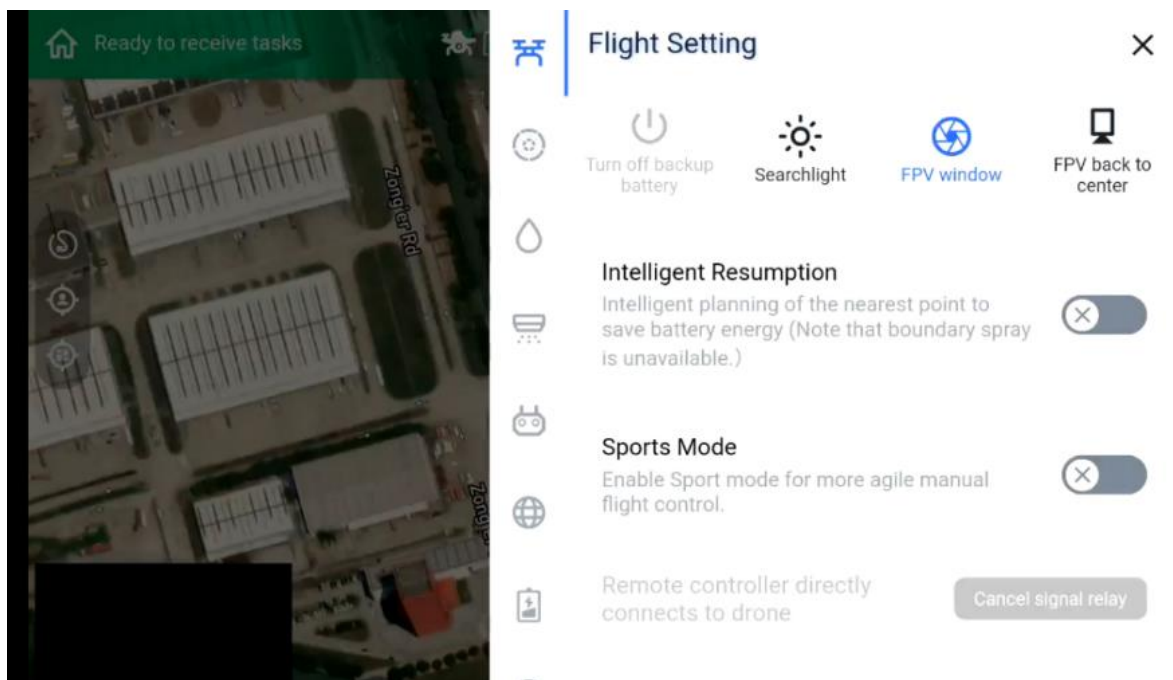 Ready to receive tasks
Zongier Rd
Zongier
Flight Setting
Turn off backup
battery
Searchlight
FPV window
FPV back to
center
Intelligent Resumption
Intelligent planning of the nearest point to
save battery energy (Note that boundary spray
is unavailable.)
Sports Mode
Enable Sport mode for more agile manual
flight control.
Remote controller directly
connects to drone
Cancel signal relay